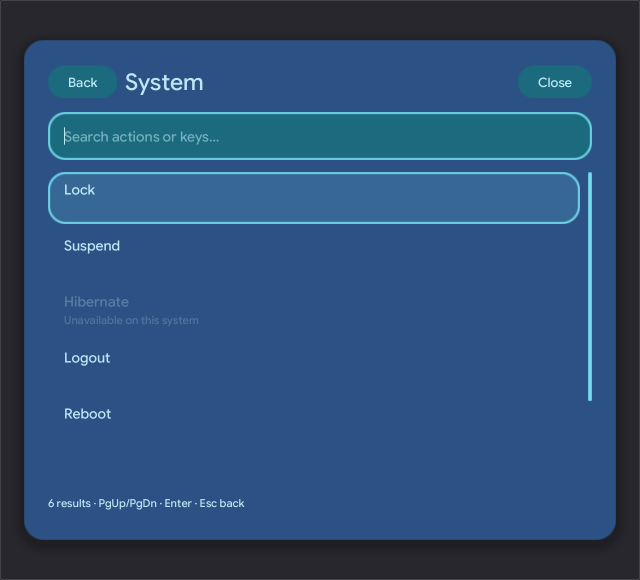 Back System Close
Search actions or keys...
Lock
Suspend
Hibernate
Unavailable on this system
Logout
Reboot
6 results · PgUp/PgDn · Enter · Esc back